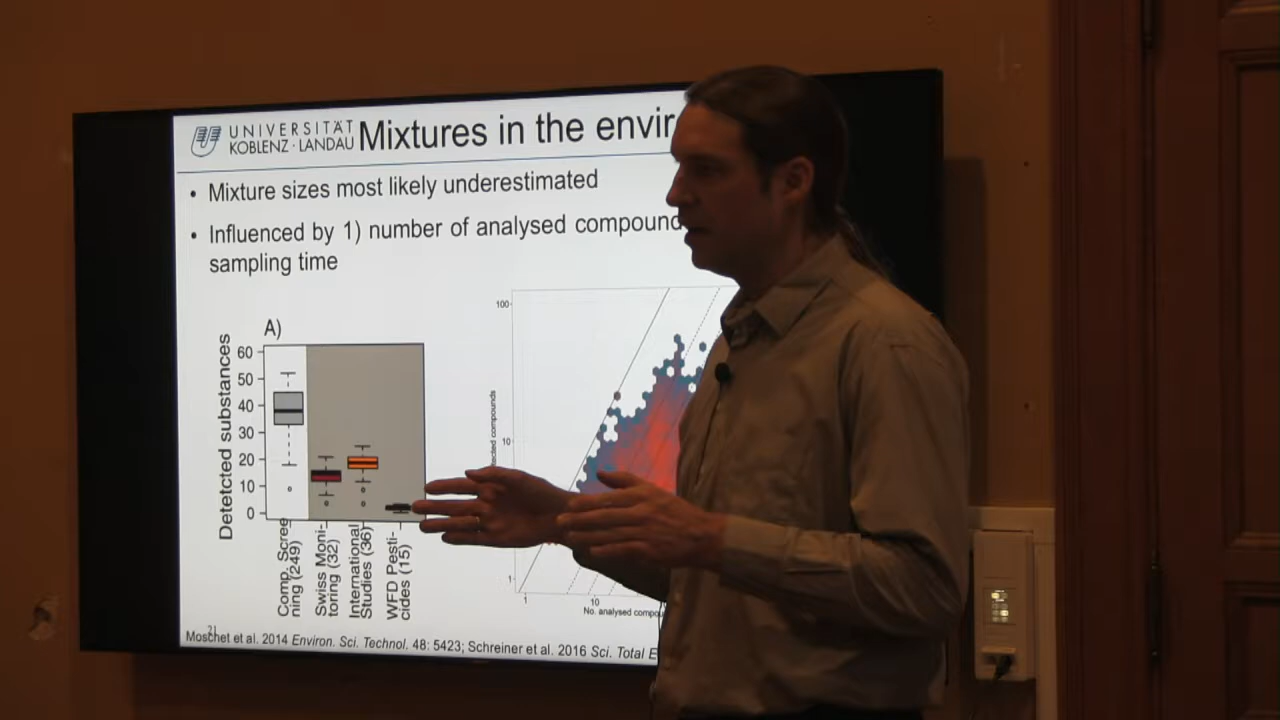 UNIVERSITÄT
KOBLENZ · LANDAU
Mixtures in the envir
• Mixture sizes most likely underestimated
• Influenced by 1) number of analysed compound
sampling time
A)
Detetcted substances
60
50
40
30
20
10
0
Comp. Scree
ning (249)
Swiss Moni-
toring (32)
International
Studies (36)
WFD Pesti-
cides (15)
100
10
1
compounds
1
10
No. analysed compou
21
Moschet et al. 2014 Environ. Sci. Technol. 48: 5423; Schreiner et al. 2016 Sci. Total E